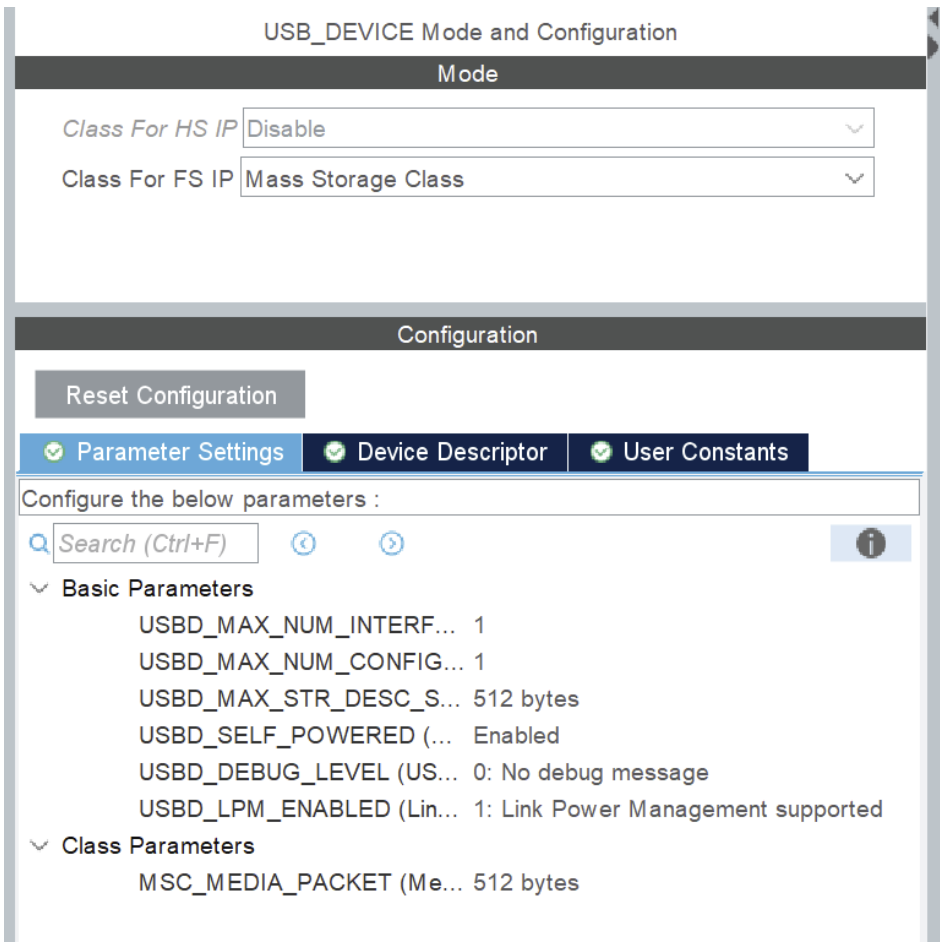 USB_DEVICE Mode and Configuration
Mode
Class For HS IP Disable
Class For FS IP Mass Storage Class
Configuration
Reset Configuration
Parameter Settings Device Descriptor User Constants
Configure the below parameters :
Search (Ctrl+F)
Basic Parameters
USBD_MAX_NUM_INTERF... 1
USBD_MAX_NUM_CONFIG... 1
USBD_MAX_STR_DESC_S... 512 bytes
USBD_SELF_POWERED (... Enabled
USBD_DEBUG_LEVEL (US... 0: No debug message
USBD_LPM_ENABLED (Lin... 1: Link Power Management supported
Class Parameters
MSC_MEDIA_PACKET (Me... 512 bytes